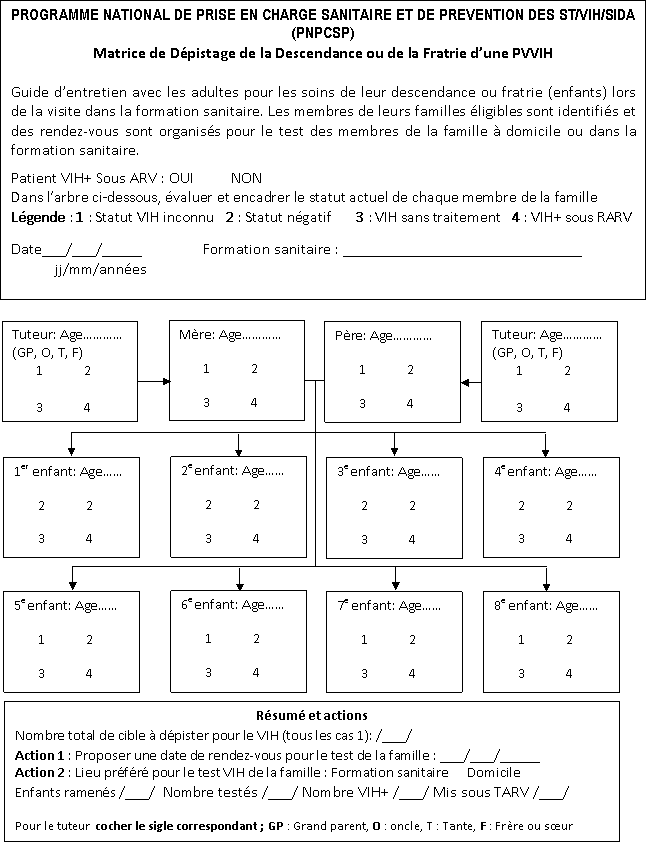 PROGRAMME NATIONAL DE PRISE EN CHARGE SANITAIRE ET DE PREVENTION DES ST/VIH/SIDA
(PNPCSP)
Matrice de Dépistage de la Descendance ou de la Fratrie d'une PVVIH
Guide d'entretien avec les adultes pour les soins de leur descendance ou fratrie (enfants) lors
de la visite dans la formation sanitaire. Les membres de leurs familles éligibles sont identifiés et
des rendez-vous sont organisés pour le test des membres de la famille à domicile ou dans la
formation sanitaire.
Patient VIH+ Sous ARV : OUI NON
Dans l'arbre ci-dessous, évaluer et encadrer le statut actuel de chaque membre de la famille
Légende : 1 : Statut VIH inconnu 2 : Statut négatif 3 : VIH sans traitement 4 : VIH+ sous RARV
Date___/___/_____ Formation sanitaire : ______________________________
jj/mm/années
Tuteur: Age............
(GP, O, T, F)
1 2
3 4
Mère: Age............
1 2
3 4
Père: Age............
1 2
3 4
Tuteur: Age............
(GP, O, T, F)
1 2
3 4
1er enfant: Age......
2 2
3 4
2e enfant: Age......
2 2
3 4
3e enfant: Age......
2 2
3 4
4e enfant: Age......
2 2
3 4
5e enfant: Age......
1 2
3 4
6e enfant: Age......
1 2
3 4
7e enfant: Age......
1 2
3 4
8e enfant: Age......
1 2
3 4
Résumé et actions
Nombre total de cible à dépister pour le VIH (tous les cas 1): /___/
Action 1 : Proposer une date de rendez-vous pour le test de la famille : ___/___/_____
Action 2 : Lieu préféré pour le test VIH de la famille : Formation sanitaire Domicile
Enfants ramenés /___/ Nombre testés /___/ Nombre VIH+ /___/ Mis sous TARV /___/
Pour le tuteur cocher le sigle correspondant ; GP : Grand parent, O : oncle, T : Tante, F : Frère ou sœur